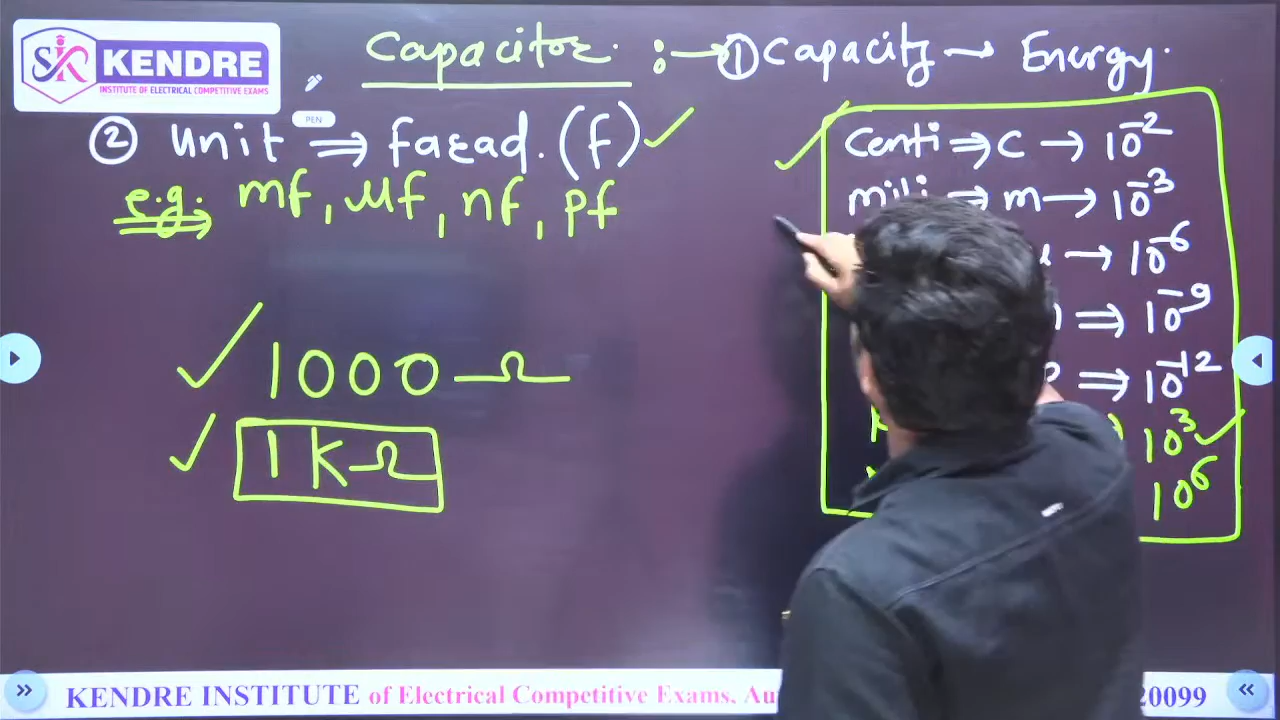 SKR KENDRE
INSTITUTE OF ELECTRICAL COMPETITIVE EXAMS
Capacitor. : → ① Capacity → Energy.
PEN
② Unit ⇒ farad. (f) ✓
e.g. mf, μf, nf, pf
✓ 1000 Ω
✓ 1 kΩ
Centi ⇒ c → 10⁻²
mili ⇒ m → 10⁻³
→ 10⁻⁶
⇒ 10⁻⁹
⇒ 10⁻¹²
10³ ✓
10⁶
KENDRE INSTITUTE of Electrical Competitive Exams, Au
20099